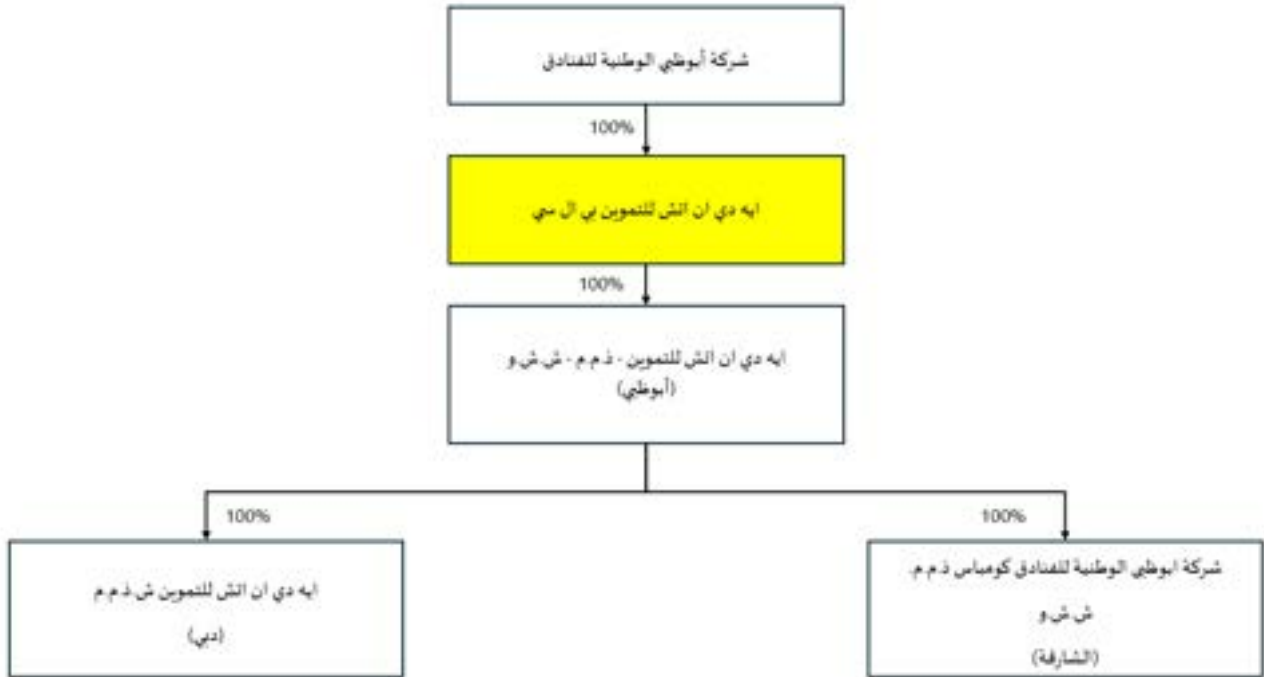 شركة أبوظبي الوطنية للفنادق
100%
ايه دي ان اتش للتموين بي ال سي
100%
ايه دي ان اتش للتموين - ذ.م.م - ش.ش.و
(أبوظبي)
100%
100%
شركة ابوظبي الوطنية للفنادق كومباس ذ.م.م.
ش.ش.و
(الشارقة)
ايه دي ان اتش للتموين ش.ذ.م.م
(دبي)